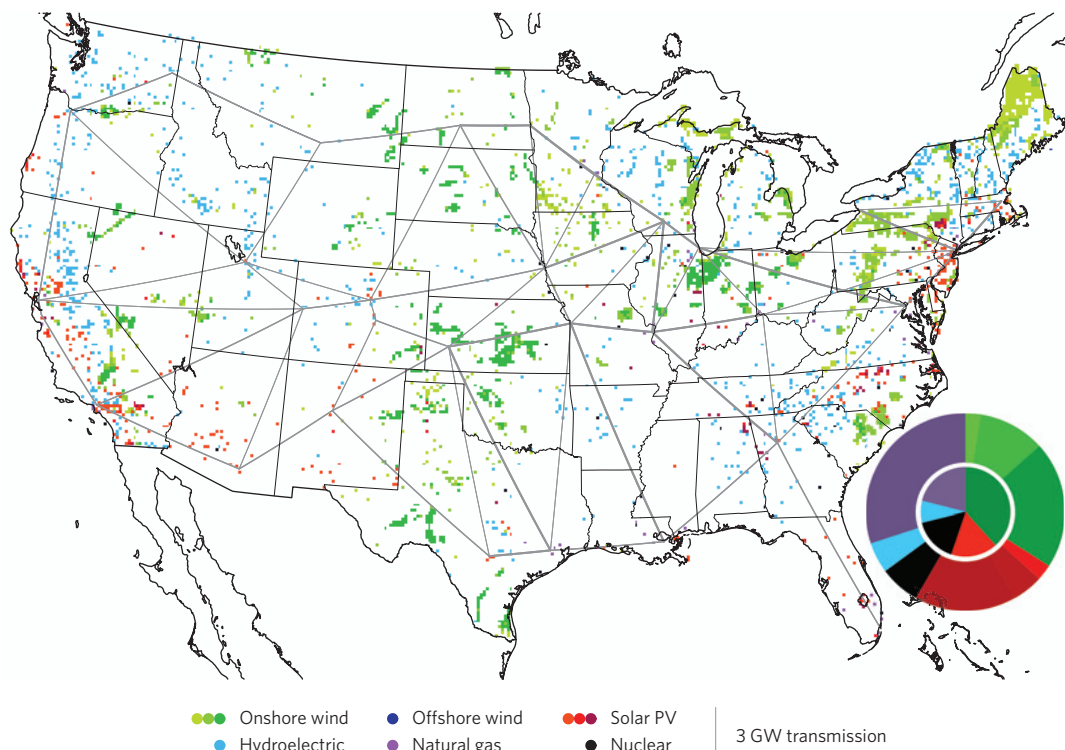 Onshore wind
Offshore wind
Solar PV
Hydroelectric
Natural gas
Nuclear
3 GW transmission